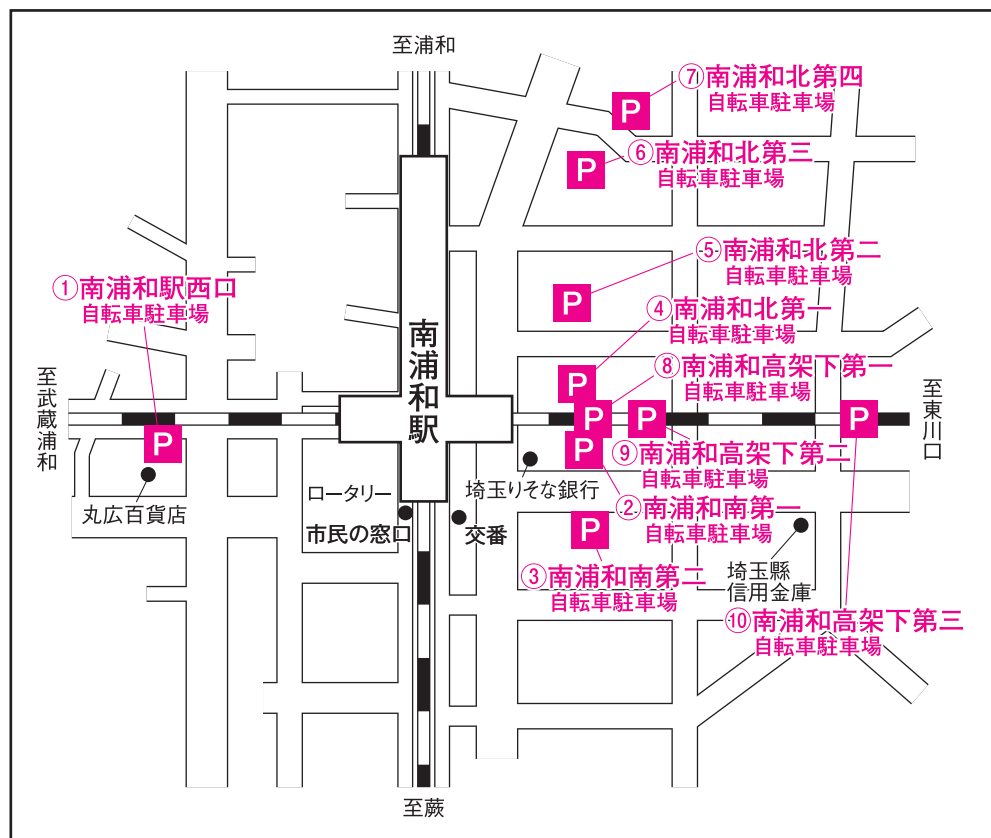 至浦和
⑦南浦和北第四
自転車駐車場
P
⑥南浦和北第三
自転車駐車場
P
⑤南浦和北第二
自転車駐車場
P
①南浦和駅西口
自転車駐車場
P
④南浦和北第一
自転車駐車場
P
南浦和駅
⑧南浦和高架下第一
自転車駐車場
P
至武蔵浦和
至東川口
P
P
⑨南浦和高架下第二
自転車駐車場
P
埼玉りそな銀行
丸広百貨店
ロータリー
市民の窓口
交番
②南浦和南第一
自転車駐車場
P
③南浦和南第二
自転車駐車場
埼玉縣
信用金庫
⑩南浦和高架下第三
自転車駐車場
至蕨